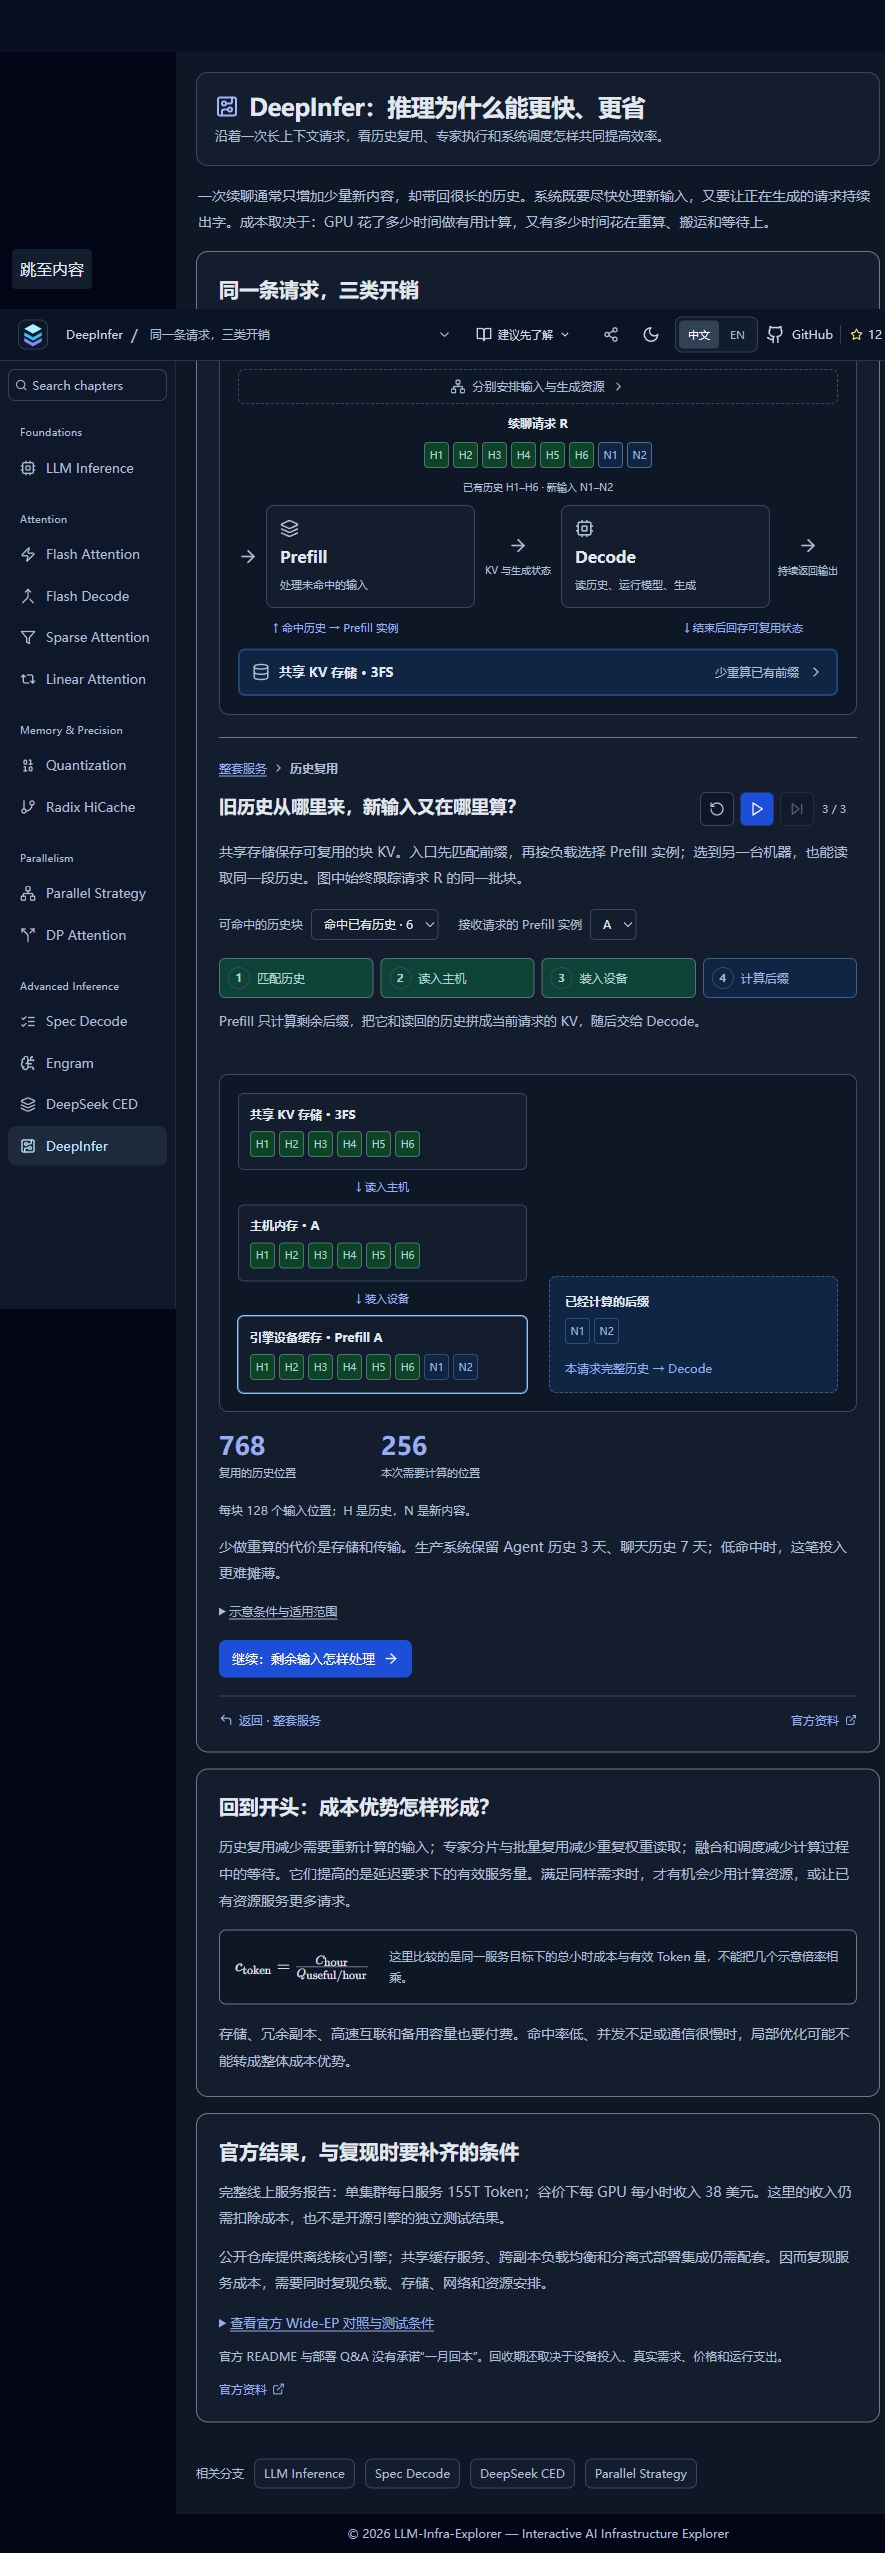 DeepInfer：推理为什么能更快、更省
沿着一次长上下文请求，看历史复用、专家执行和系统调度怎样共同提高效率。
一次续聊通常只增加少量新内容，却带回很长的历史。系统既要尽快处理新输入，又要让正在生成的请求持续
出字。成本取决于：GPU 花了多少时间做有用计算，又有多少时间花在重算、搬运和等待上。
跳至内容
同一条请求，三类开销
DeepInfer / 同一条请求，三类开销
建议先了解
中文
EN
GitHub
12
Search chapters
Foundations
LLM Inference
Attention
Flash Attention
Flash Decode
Sparse Attention
Linear Attention
Memory & Precision
Quantization
Radix HiCache
Parallelism
Parallel Strategy
DP Attention
Advanced Inference
Spec Decode
Engram
DeepSeek CED
DeepInfer
分别安排输入与生成资源
续聊请求 R
H1 H2 H3 H4 H5 H6 N1 N2
已有历史 H1–H6 · 新输入 N1–N2
→
Prefill
处理未命中的输入
→
KV 与生成状态
Decode
读历史、运行模型、生成
→
持续返回输出
↑ 命中历史 → Prefill 实例
↓ 结束后回存可复用状态
共享 KV 存储 • 3FS
少重算已有前缀
整套服务 > 历史复用
旧历史从哪里来，新输入又在哪里算？
3 / 3
共享存储保存可复用的块 KV。入口先匹配前缀，再按负载选择 Prefill 实例；选到另一台机器，也能读
取同一段历史。图中始终跟踪请求 R 的同一批块。
可命中的历史块 命中已有历史 · 6 接收请求的 Prefill 实例 A
1 匹配历史
2 读入主机
3 装入设备
4 计算后缀
Prefill 只计算剩余后缀，把它和读回的历史拼成当前请求的 KV，随后交给 Decode。
共享 KV 存储 • 3FS
H1 H2 H3 H4 H5 H6
↓ 读入主机
主机内存 • A
H1 H2 H3 H4 H5 H6
↓ 装入设备
引擎设备缓存 • Prefill A
H1 H2 H3 H4 H5 H6 N1 N2
已经计算的后缀
N1 N2
本请求完整历史 → Decode
768
复用的历史位置
256
本次需要计算的位置
每块 128 个输入位置；H 是历史，N 是新内容。
少做重算的代价是存储和传输。生产系统保留 Agent 历史 3 天、聊天历史 7 天；低命中时，这笔投入
更难摊薄。
示意条件与适用范围
继续：剩余输入怎样处理 →
返回 · 整套服务
官方资料
回到开头：成本优势怎样形成？
历史复用减少需要重新计算的输入；专家分片与批量复用减少重复权重读取；融合和调度减少计算过程
中的等待。它们提高的是延迟要求下的有效服务量。满足同样需求时，才有机会少用计算资源，或让已
有资源服务更多请求。
c_token = C_hour / Q_useful/hour
这里比较的是同一服务目标下的总小时成本与有效 Token 量，不能把几个示意倍率相
乘。
存储、冗余副本、高速互联和备用容量也要付费。命中率低、并发不足或通信很慢时，局部优化可能不
能转成整体成本优势。
官方结果，与复现时要补齐的条件
完整线上服务报告：单集群每日服务 155T Token；谷价下每 GPU 每小时收入 38 美元。这里的收入仍
需扣除成本，也不是开源引擎的独立测试结果。
公开仓库提供离线核心引擎；共享缓存服务、跨副本负载均衡和分离式部署集成仍需配套。因而复现服
务成本，需要同时复现负载、存储、网络和资源安排。
查看官方 Wide-EP 对照与测试条件
官方 README 与部署 Q&A 没有承诺“一月回本”。回收期还取决于设备投入、真实需求、价格和运行支出。
官方资料
相关分支
LLM Inference
Spec Decode
DeepSeek CED
Parallel Strategy
© 2026 LLM-Infra-Explorer — Interactive AI Infrastructure Explorer